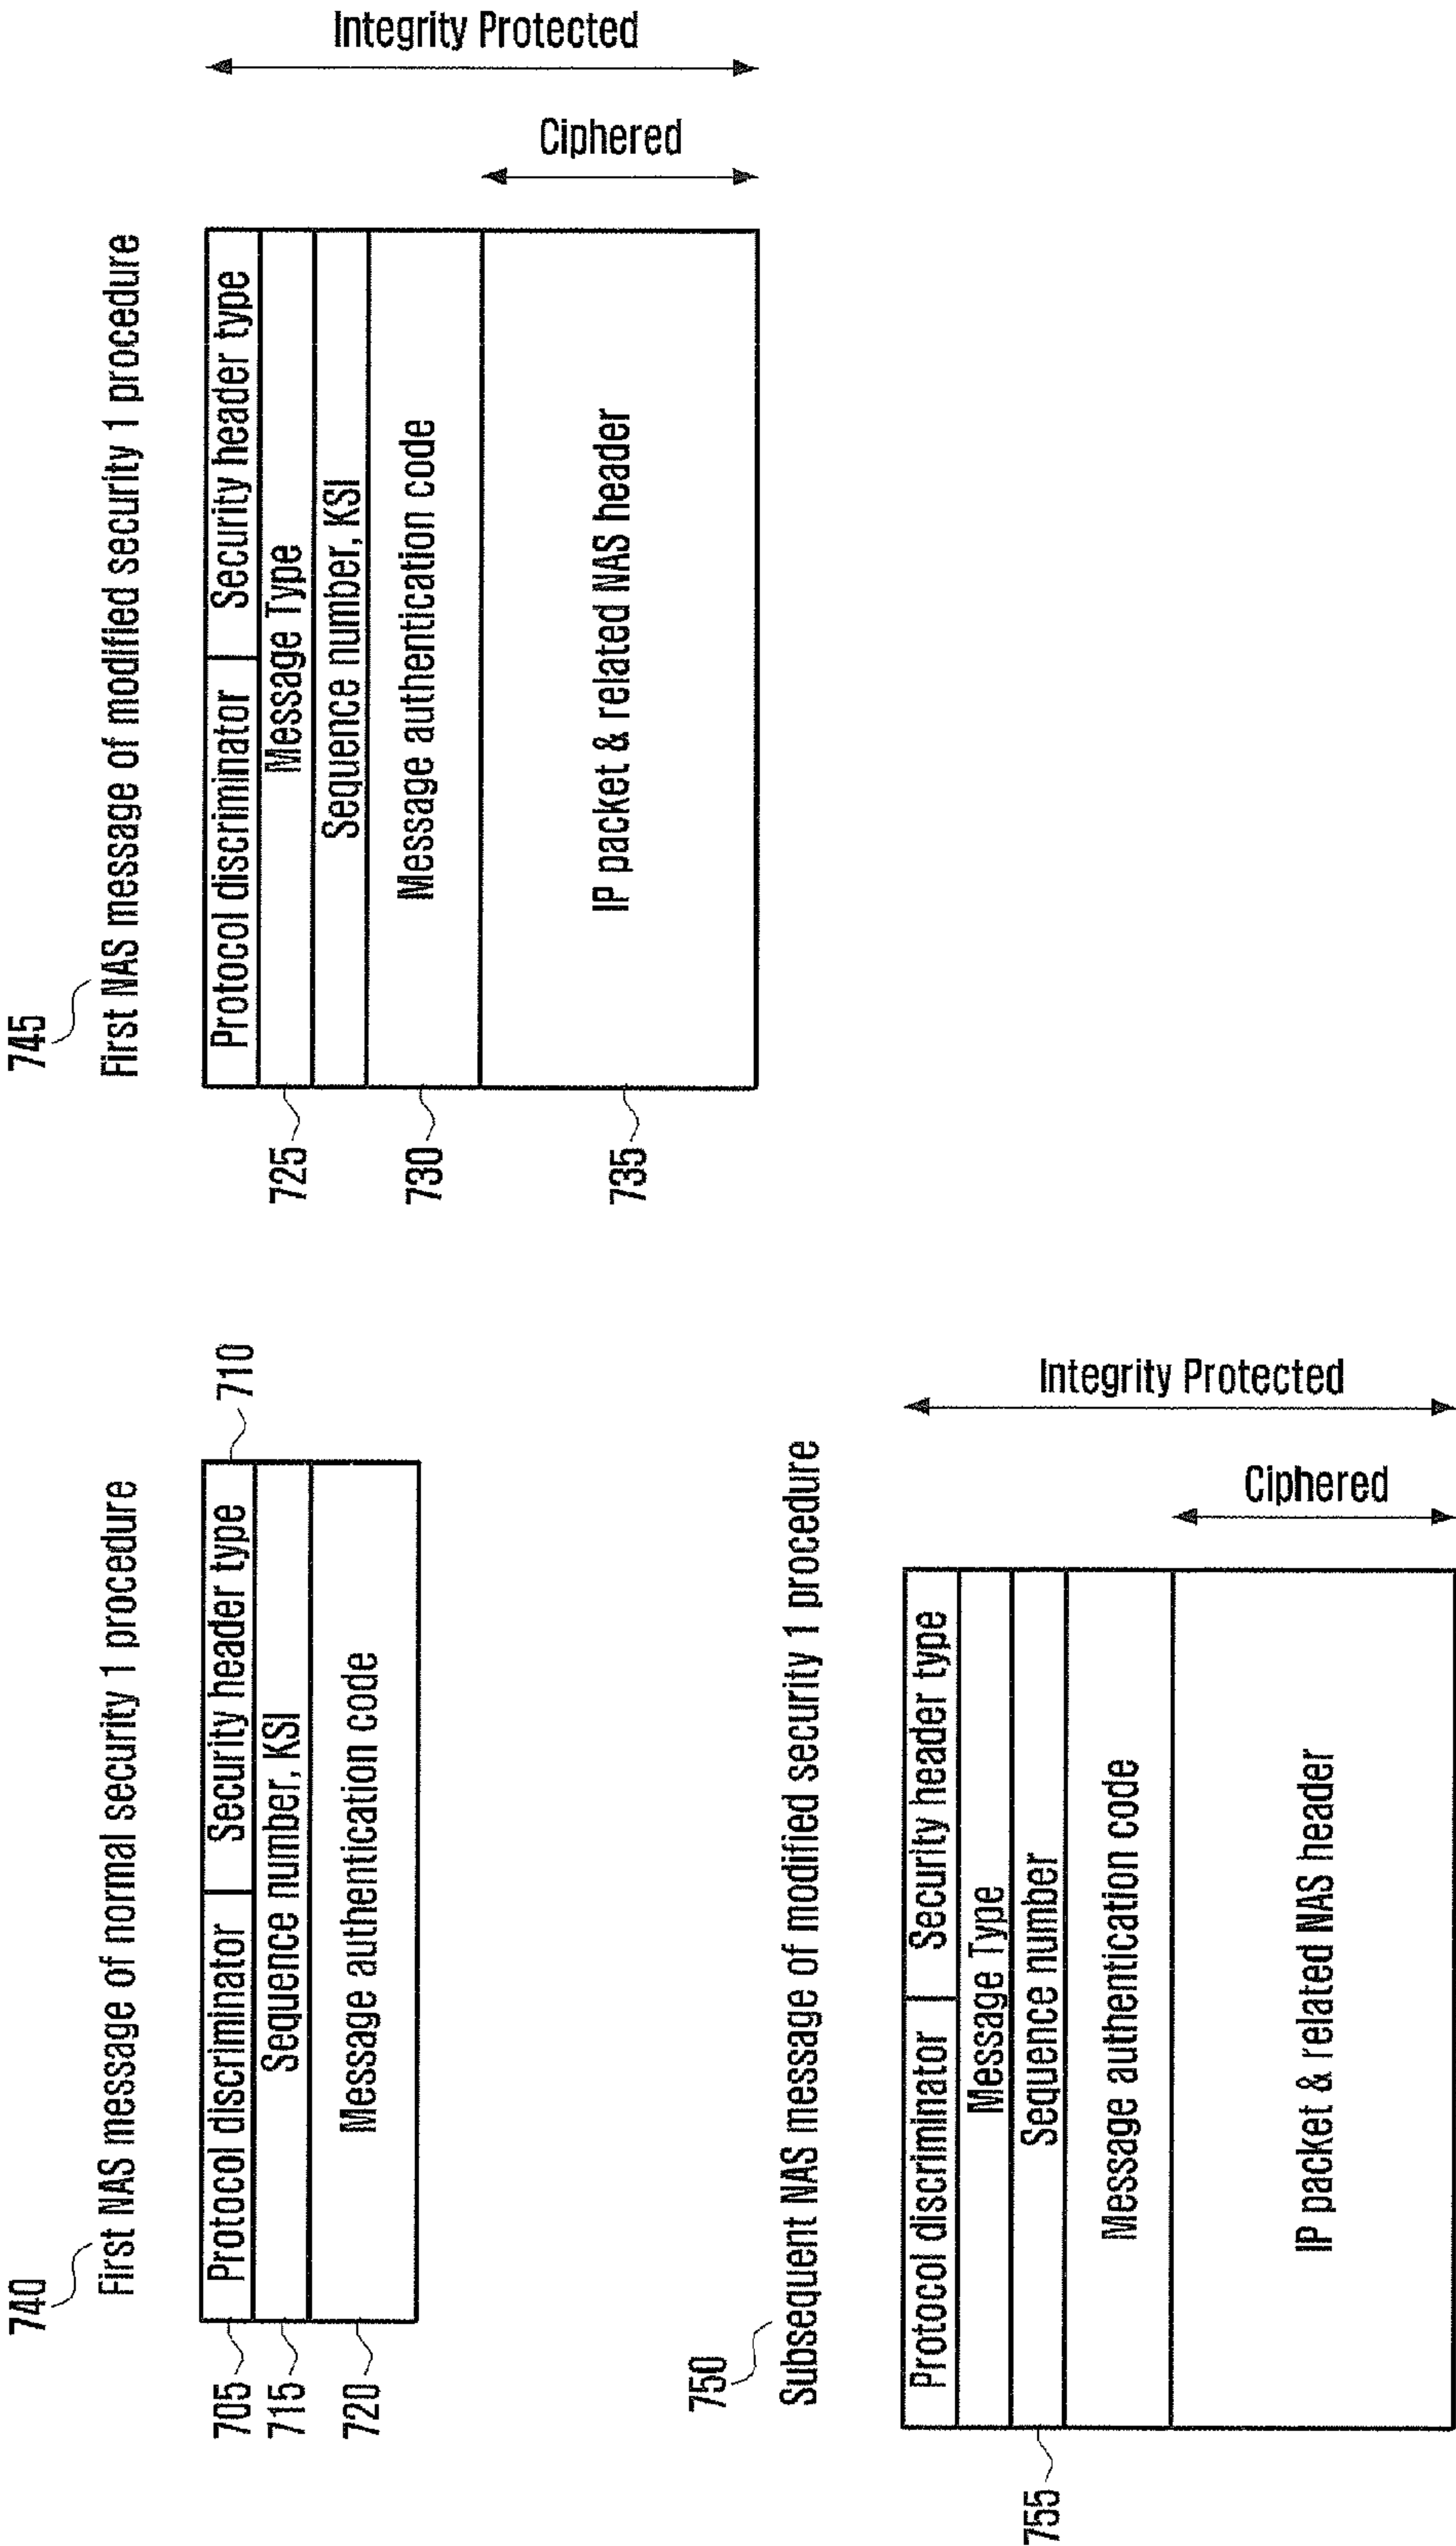 740
First NAS message of normal security 1 procedure
705
Protocol discriminator
Security header type
710
715
Sequence number, KSI
720
Message authentication code
745
First NAS message of modified security 1 procedure
Protocol discriminator
Security header type
725
Message Type
Sequence number, KSI
730
Message authentication code
735
IP packet & related NAS header
Ciphered
Integrity Protected
750
Subsequent NAS message of modified security 1 procedure
Protocol discriminator
Security header type
Message Type
755
Sequence number
Message authentication code
IP packet & related NAS header
Ciphered
Integrity Protected